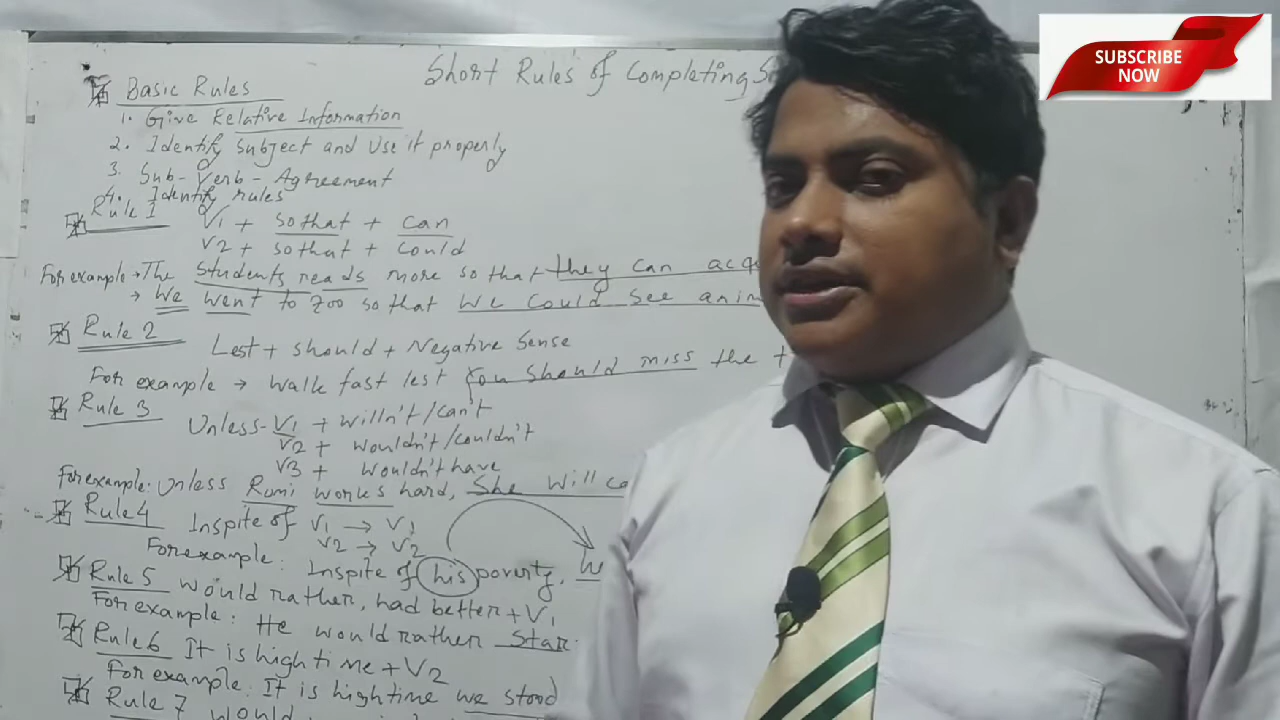 Short Rules of Completing
SUBSCRIBE
NOW
Basic Rules
1. Give Relative Information
2. Identify Subject and Use it properly
3. Sub-Verb-Agreement
4. Identify rules
Rule 1 V1 + so that + can
V2 + so that + Could
For example → The students reads more so that they can
→ We went to zoo so that We Could See
Rule 2
Lest + should + Negative Sense
For example → walk fast lest you should miss the
Rule 3
Unless - V1 + willn't/can't
V2 + wouldn't/couldn't
V3 + wouldn't have
For example: Unless Rumi works hard, She will
Rule 4 Inspite of V1 → V1
V2 → V2
For example: Inspite of his poverty,
Rule 5 would rather, had better + V1
For example: He would rather
Rule 6 It is high time + V2
For example: It is hightime we stood
Rule 7 would